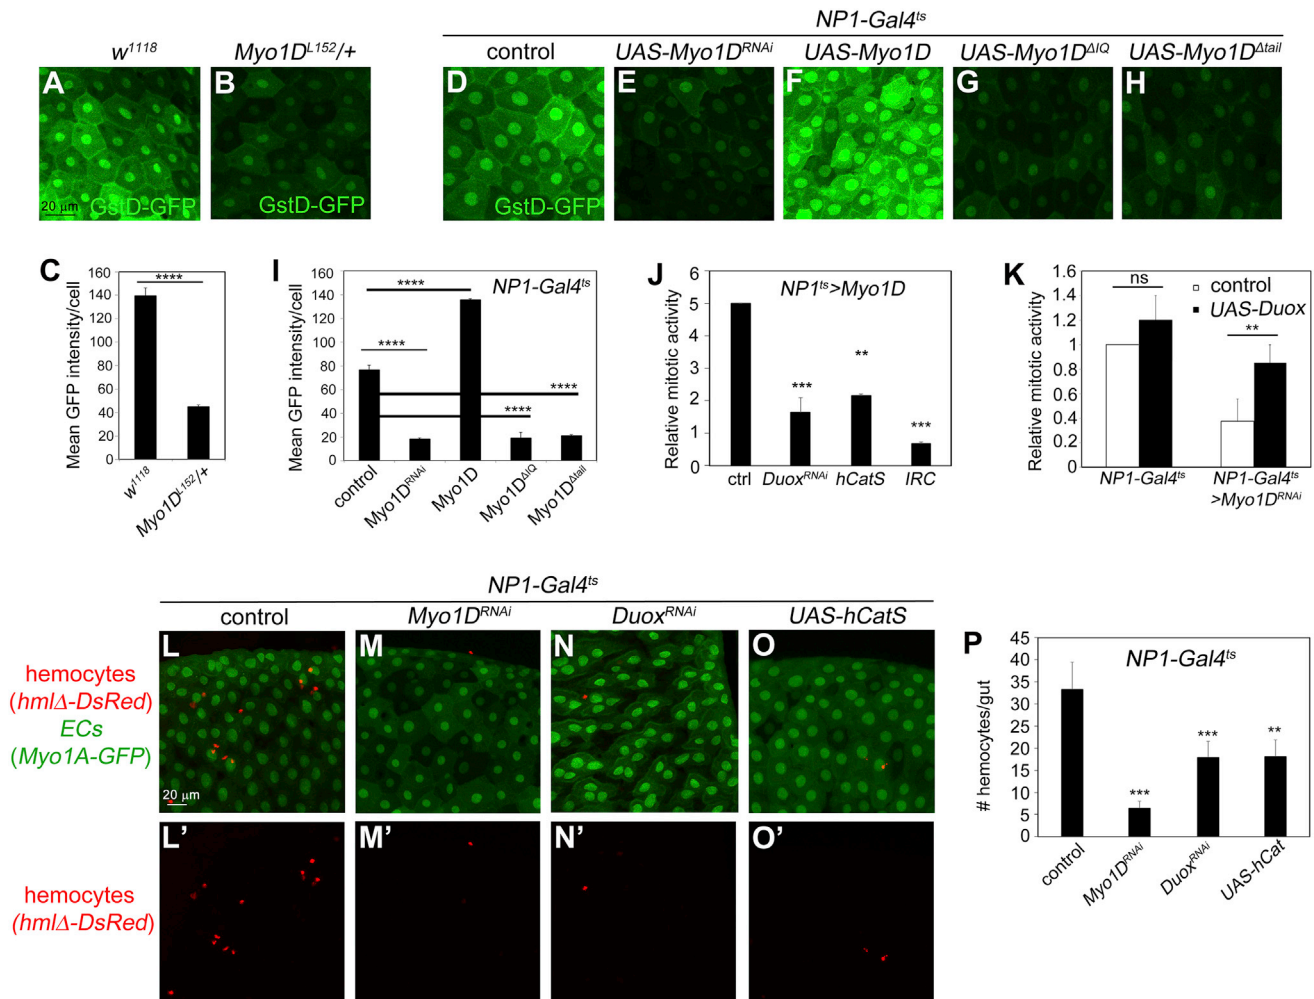 NP1-Gal4ts
w1118
Myo1DL152/+
control
UAS-Myo1DRNAi
UAS-Myo1D
UAS-Myo1DΔIQ
UAS-Myo1DΔtail
A
B
D
E
F
G
H
20 μm
GstD-GFP
GstD-GFP
GstD-GFP
C
Mean GFP intensity/cell
160
140
120
100
80
60
40
20
0
****
w1118
Myo1DL152/+
I
Mean GFP intensity/cell
160
140
120
100
80
60
40
20
0
NP1-Gal4ts
****
****
****
****
control
Myo1DRNAi
Myo1D
Myo1DΔIQ
Myo1DΔtail
J
Relative mitotic activity
6
5
4
3
2
1
0
NP1ts>Myo1D
***
**
***
ctrl
DuoxRNAi
hCatS
IRC
K
Relative mitotic activity
1.6
1.4
1.2
1
0.8
0.6
0.4
0.2
0
ns
control
UAS-Duox
**
NP1-Gal4ts
NP1-Gal4ts
>Myo1DRNAi
NP1-Gal4ts
control
Myo1DRNAi
DuoxRNAi
UAS-hCatS
hemocytes
(hmlΔ-DsRed)
ECs
(Myo1A-GFP)
L
M
N
O
20 μm
hemocytes
(hmlΔ-DsRed)
L’
M’
N’
O’
P
# hemocytes/gut
45
40
35
30
25
20
15
10
5
0
NP1-Gal4ts
***
***
**
control
Myo1DRNAi
DuoxRNAi
UAS-hCat